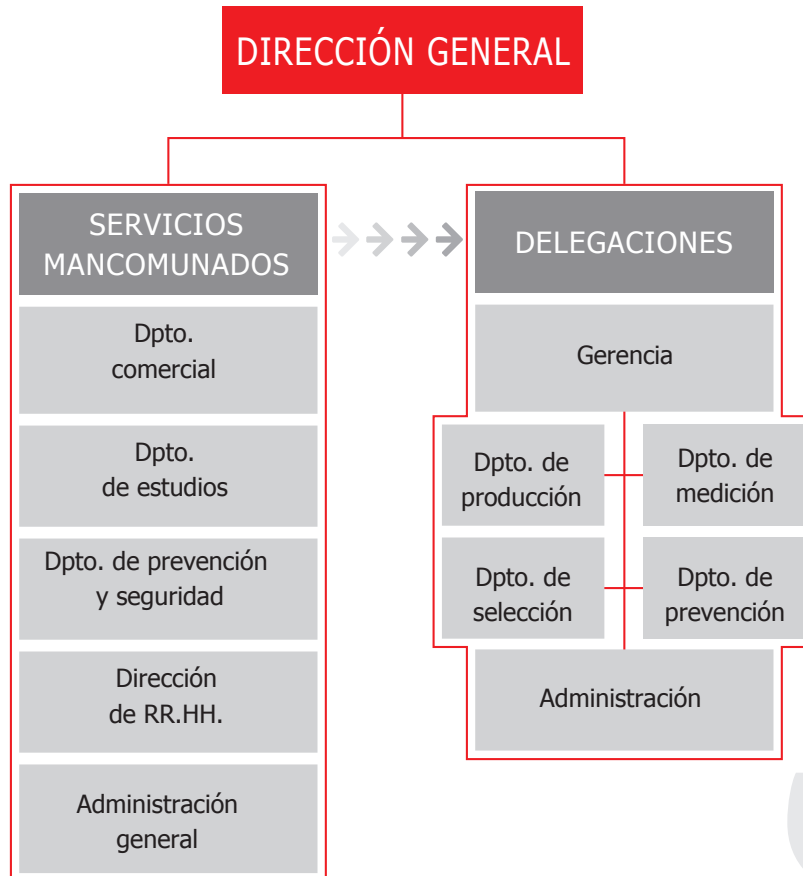 DIRECCIÓN GENERAL
SERVICIOS
MANCOMUNADOS
Dpto.
comercial
Dpto.
de estudios
Dpto. de prevención
y seguridad
Dirección
de RR.HH.
Administración
general
DELEGACIONES
Gerencia
Dpto. de
producción
Dpto. de
medición
Dpto. de
selección
Dpto. de
prevención
Administración